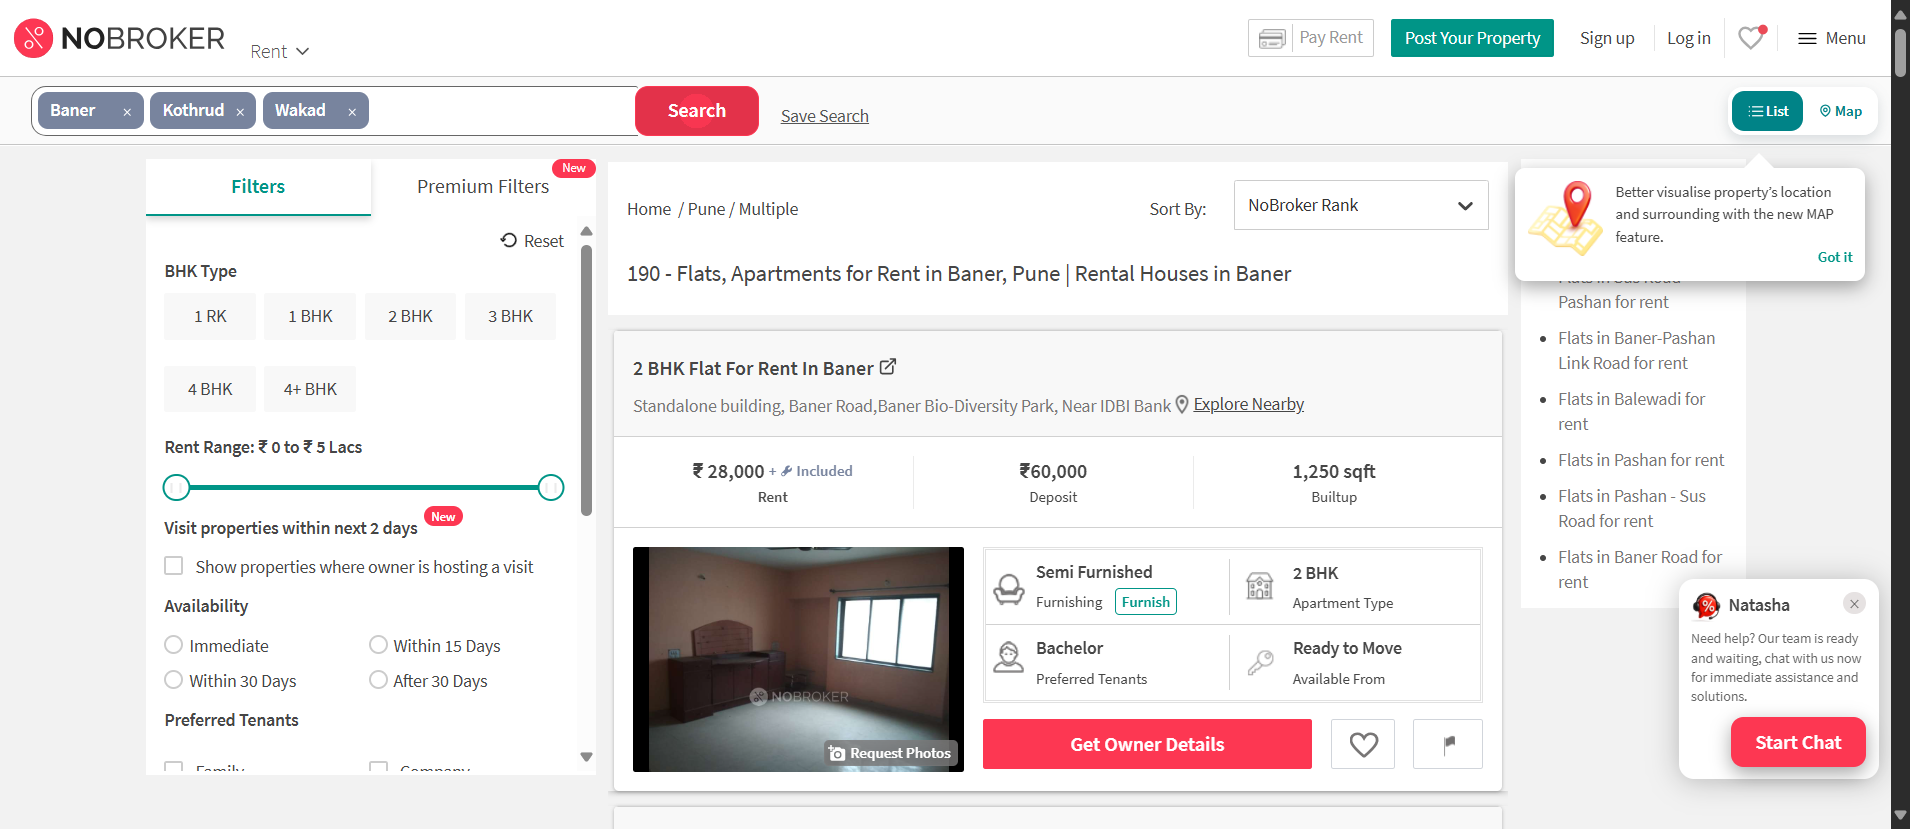 NOBROKER
Rent
Pay Rent
Post Your Property
Sign up
Log in
Menu
Baner ×
Kothrud ×
Wakad ×
Search
Save Search
List
Map
Filters
Premium Filters
New
Reset
BHK Type
1 RK
1 BHK
2 BHK
3 BHK
4 BHK
4+ BHK
Rent Range: ₹ 0 to ₹ 5 Lacs
Visit properties within next 2 days
New
Show properties where owner is hosting a visit
Availability
Immediate
Within 15 Days
Within 30 Days
After 30 Days
Preferred Tenants
Family
Company
Home / Pune / Multiple
Sort By:
NoBroker Rank
190 - Flats, Apartments for Rent in Baner, Pune | Rental Houses in Baner
2 BHK Flat For Rent In Baner
Standalone building, Baner Road,Baner Bio-Diversity Park, Near IDBI Bank
Explore Nearby
₹ 28,000 + Included
Rent
₹60,000
Deposit
1,250 sqft
Builtup
NOBROKER
Request Photos
Semi Furnished
Furnishing
Furnish
2 BHK
Apartment Type
Bachelor
Preferred Tenants
Ready to Move
Available From
Get Owner Details
Better visualise property's location
and surrounding with the new MAP
feature.
Got it
Flats in Sus Road
Pashan for rent
Flats in Baner-Pashan
Link Road for rent
Flats in Balewadi for
rent
Flats in Pashan for rent
Flats in Pashan - Sus
Road for rent
Flats in Baner Road for
rent
Natasha
Need help? Our team is ready
and waiting, chat with us now
for immediate assistance and
solutions.
Start Chat